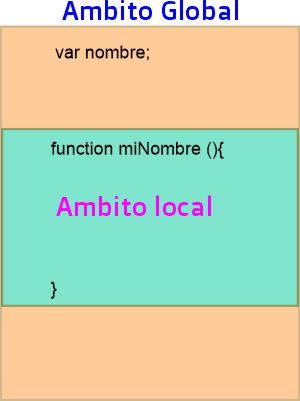 Ambito Global
var nombre;
function miNombre (){
Ambito local
}